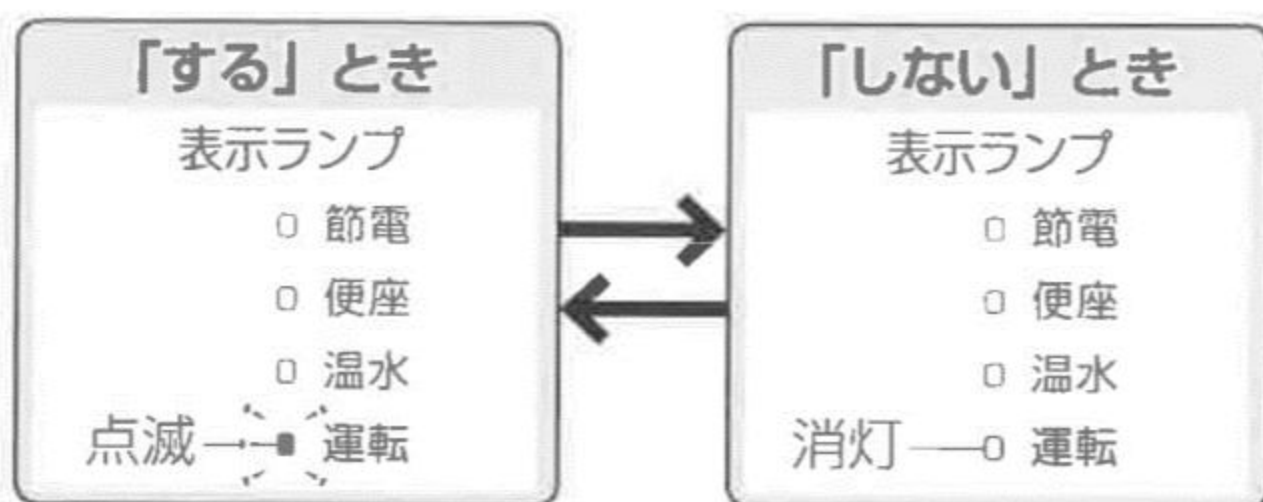 「する」とき
表示ランプ
節電
便座
温水
点滅 運転
「しない」とき
表示ランプ
節電
便座
温水
消灯 運転